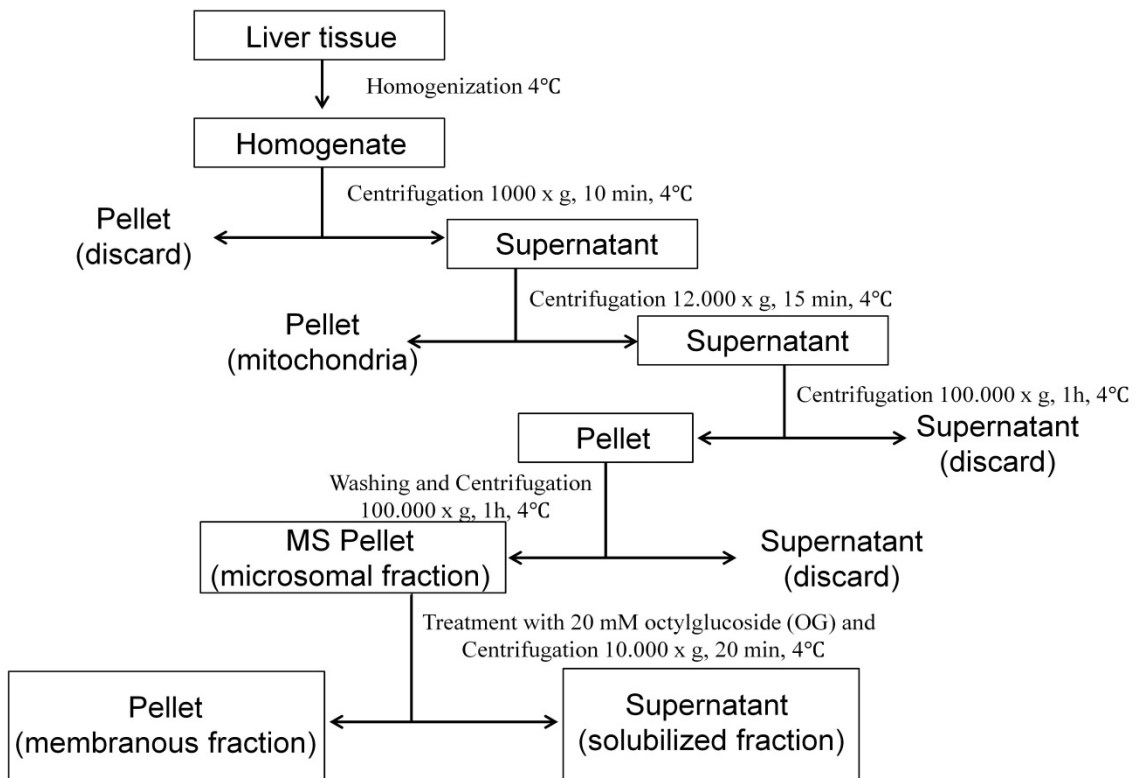 Liver tissue
Homogenization 4°C
Homogenate
Centrifugation 1000 x g, 10 min, 4°C
Pellet
(discard)
Supernatant
Centrifugation 12.000 x g, 15 min, 4°C
Pellet
(mitochondria)
Supernatant
Centrifugation 100.000 x g, 1h, 4°C
Pellet
Supernatant
(discard)
Washing and Centrifugation
100.000 x g, 1h, 4°C
MS Pellet
(microsomal fraction)
Supernatant
(discard)
Treatment with 20 mM octylglucoside (OG) and
Centrifugation 10.000 x g, 20 min, 4°C
Pellet
(membranous fraction)
Supernatant
(solubilized fraction)